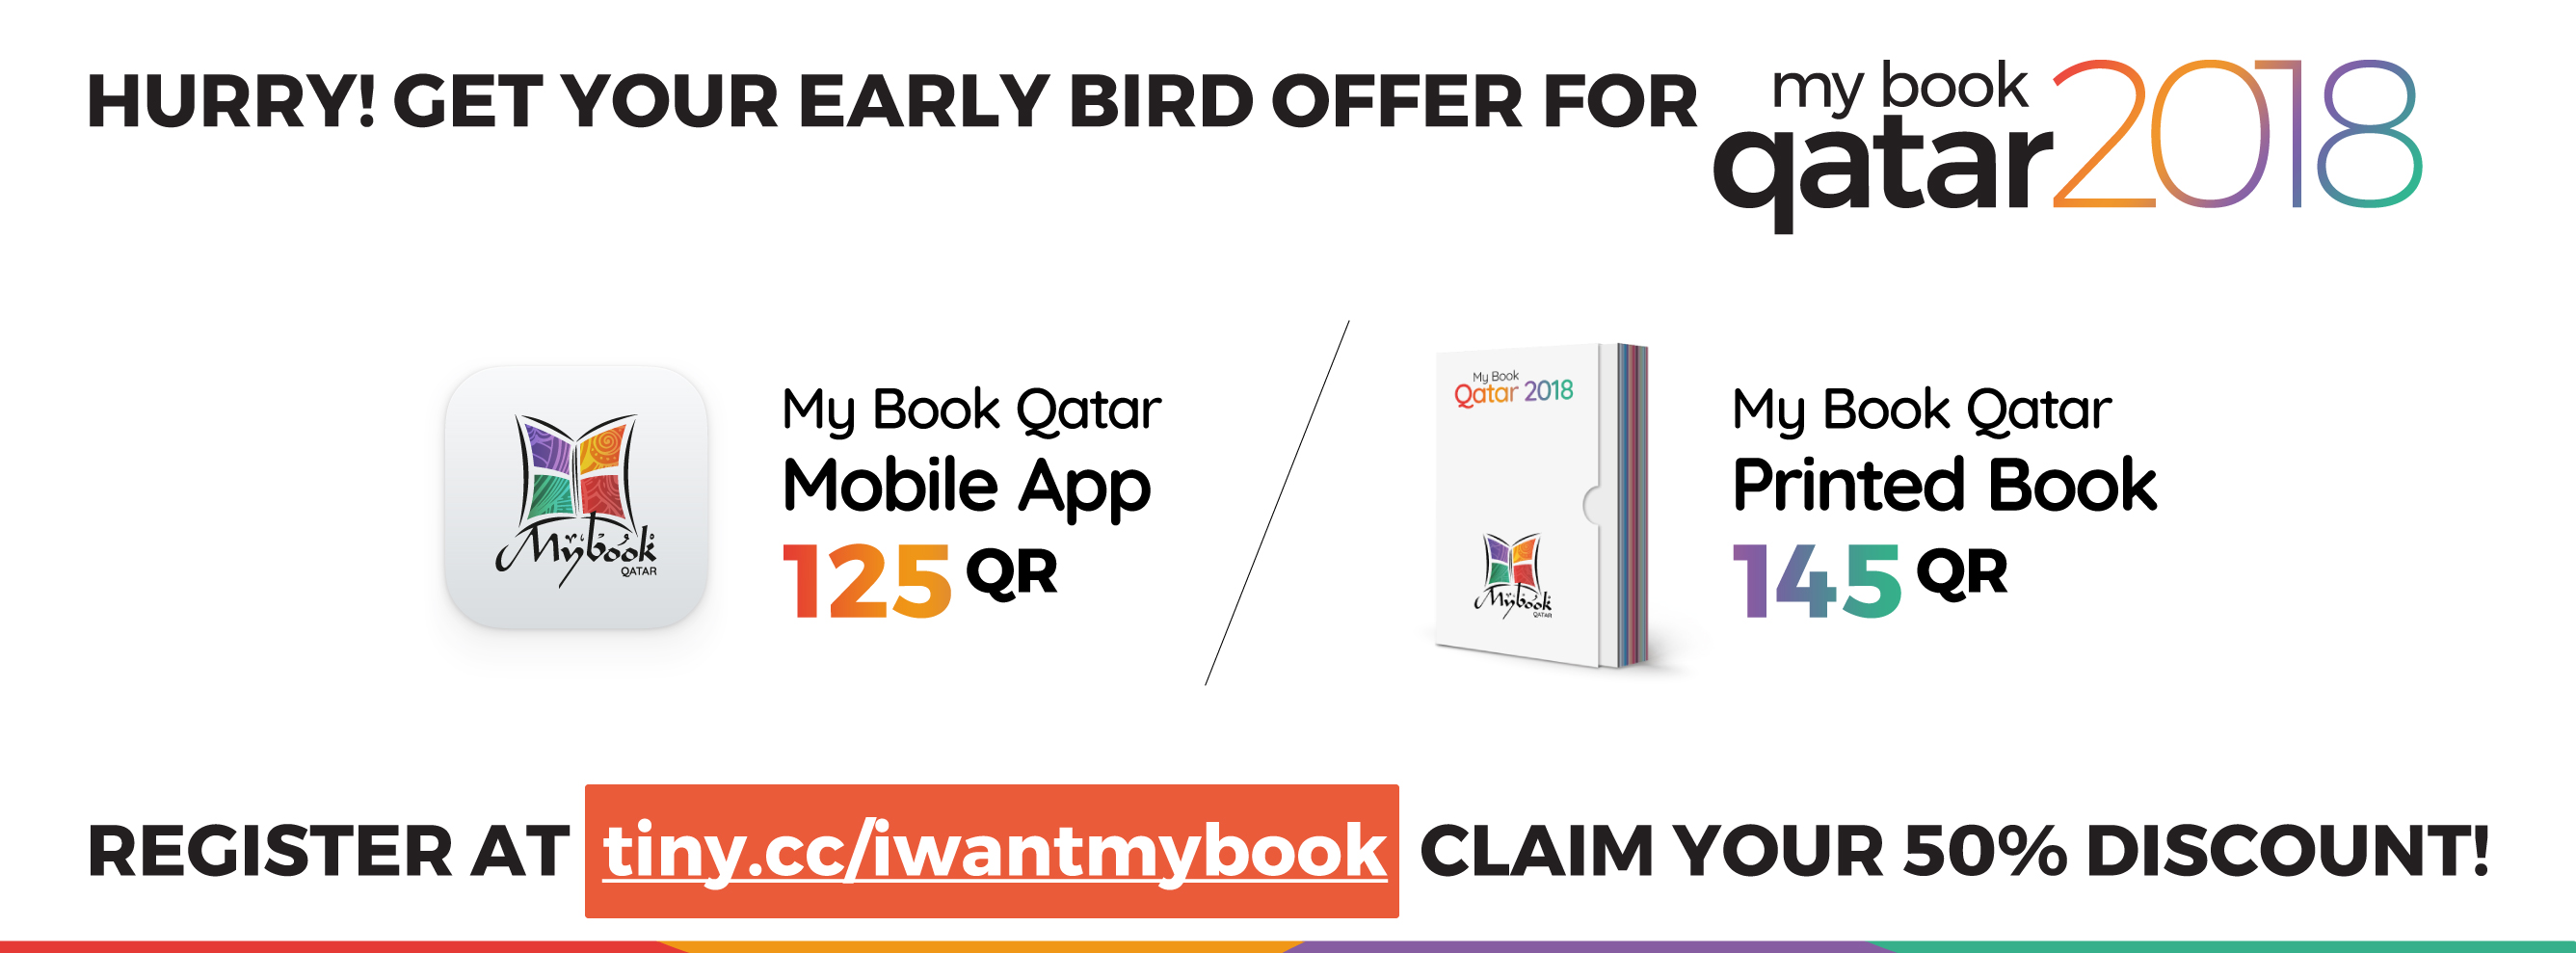 HURRY! GET YOUR EARLY BIRD OFFER FOR
my book
qatar2018
Mybook
QATAR
My Book Qatar
Mobile App
125 QR
My Book
Qatar 2018
Mybook
QATAR
My Book Qatar
Printed Book
145 QR
REGISTER AT tiny.cc/iwantmybook CLAIM YOUR 50% DISCOUNT!